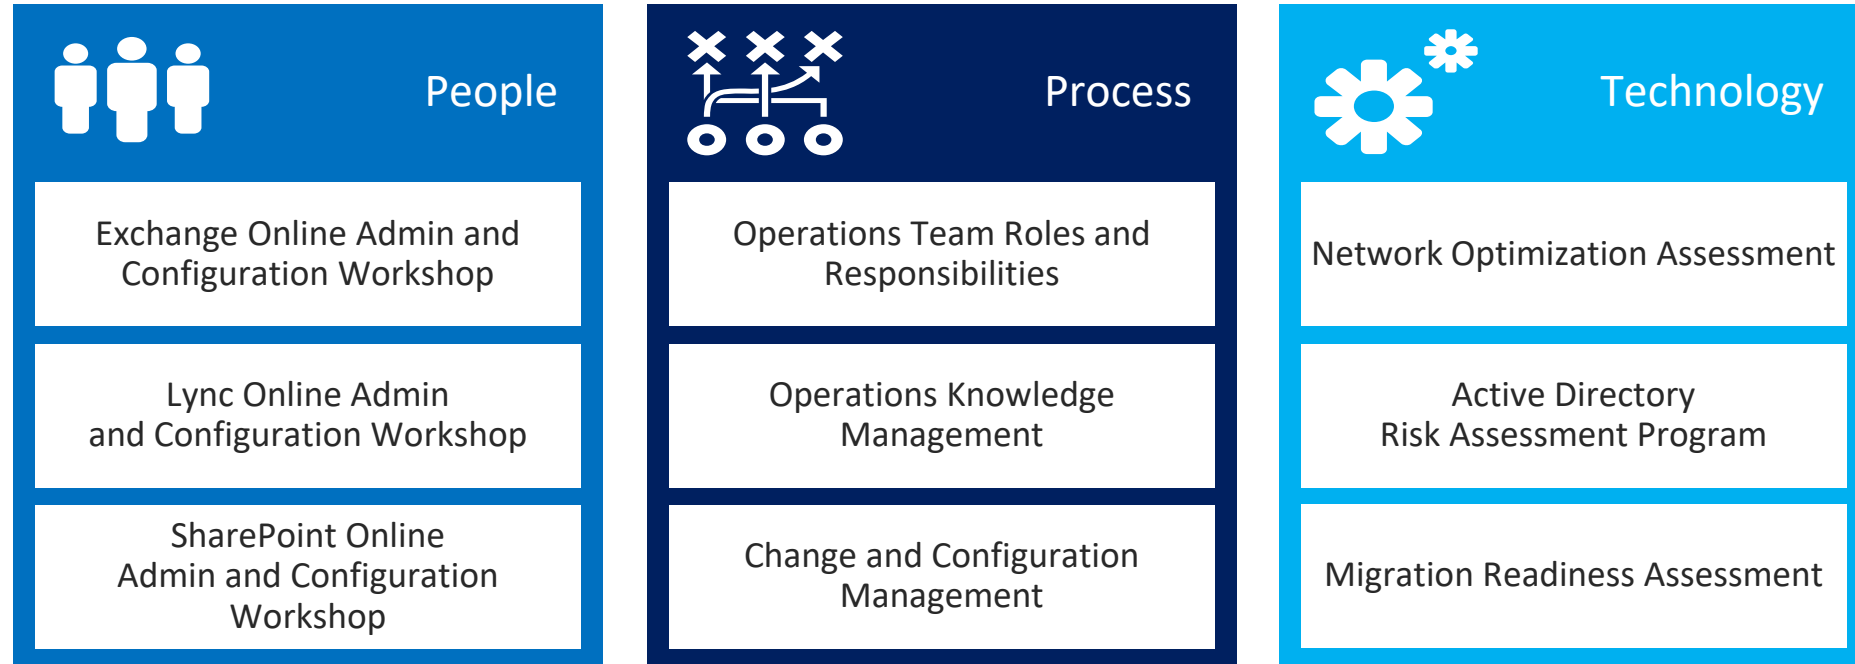 People
Exchange Online Admin and
Configuration Workshop
Lync Online Admin
and Configuration Workshop
SharePoint Online
Admin and Configuration
Workshop
Process
Operations Team Roles and
Responsibilities
Operations Knowledge
Management
Change and Configuration
Management
Technology
Network Optimization Assessment
Active Directory
Risk Assessment Program
Migration Readiness Assessment